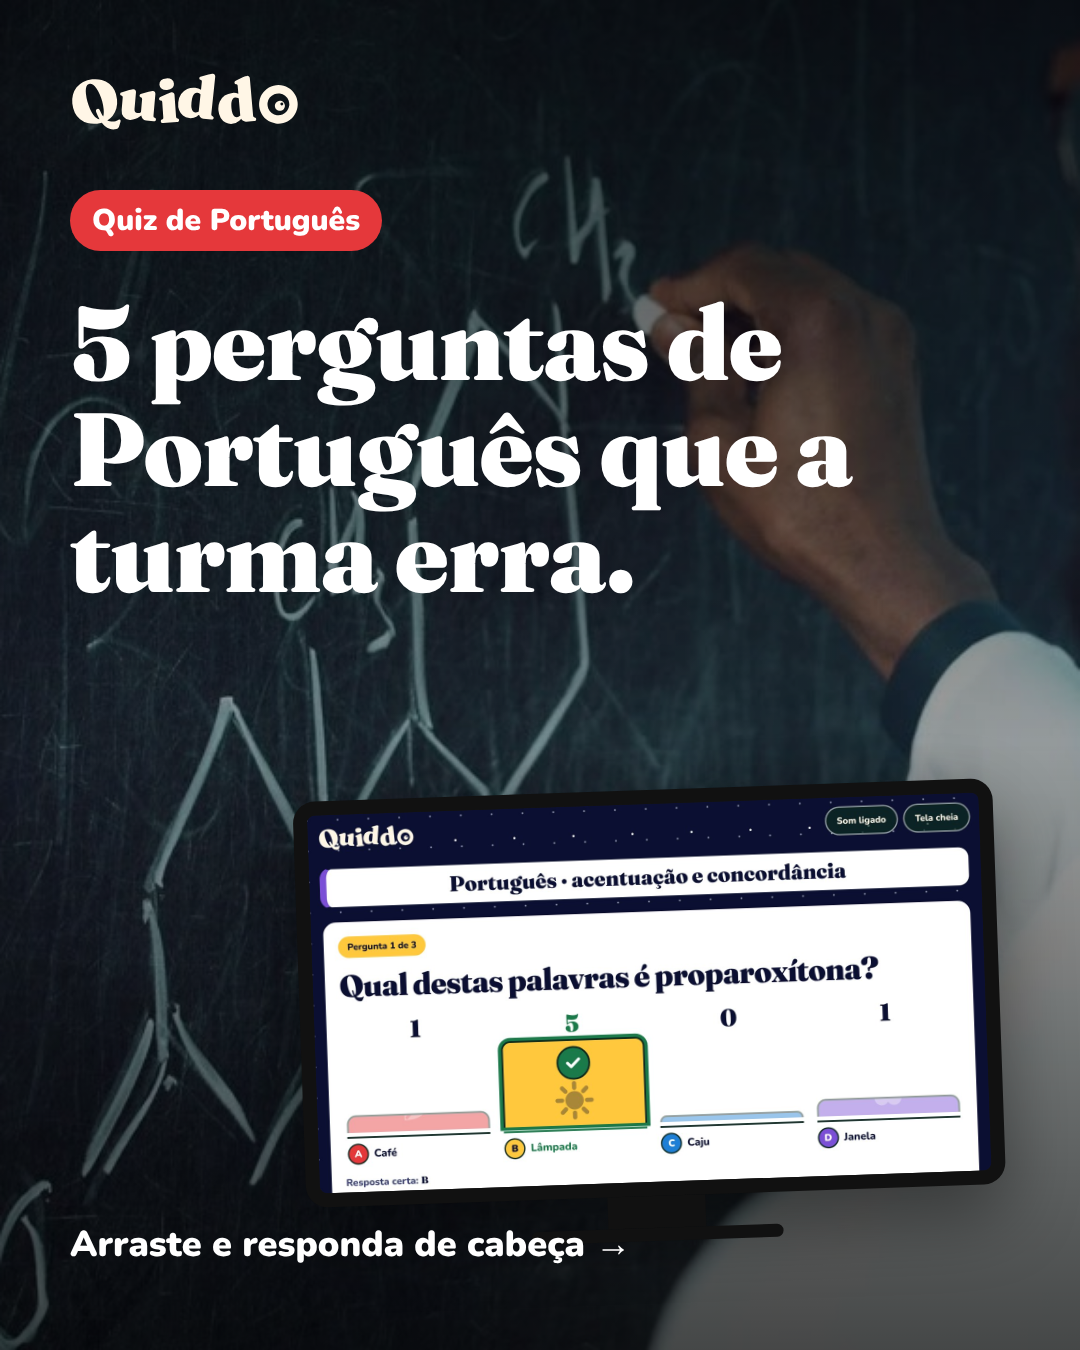 Quiddo
Quiz de Português
CH₂
5 perguntas de
Português que a
turma erra.
Quiddo
Som ligado
Tela cheia
Português • acentuação e concordância
Pergunta 1 de 3
Qual destas palavras é proparoxítona?
1 5 0 1
A Café
B Lâmpada
C Caju
D Janela
Resposta certa: B
Arraste e responda de cabeça →